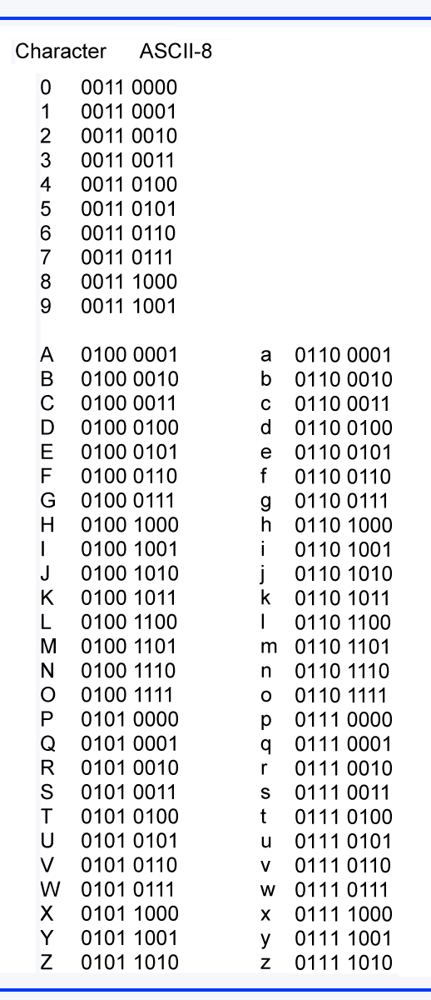 Character ASCII-8
0 0011 0000
1 0011 0001
2 0011 0010
3 0011 0011
4 0011 0100
5 0011 0101
6 0011 0110
7 0011 0111
8 0011 1000
9 0011 1001
A 0100 0001 a 0110 0001
B 0100 0010 b 0110 0010
C 0100 0011 c 0110 0011
D 0100 0100 d 0110 0100
E 0100 0101 e 0110 0101
F 0100 0110 f 0110 0110
G 0100 0111 g 0110 0111
H 0100 1000 h 0110 1000
I 0100 1001 i 0110 1001
J 0100 1010 j 0110 1010
K 0100 1011 k 0110 1011
L 0100 1100 l 0110 1100
M 0100 1101 m 0110 1101
N 0100 1110 n 0110 1110
O 0100 1111 o 0110 1111
P 0101 0000 p 0111 0000
Q 0101 0001 q 0111 0001
R 0101 0010 r 0111 0010
S 0101 0011 s 0111 0011
T 0101 0100 t 0111 0100
U 0101 0101 u 0111 0101
V 0101 0110 v 0111 0110
W 0101 0111 w 0111 0111
X 0101 1000 x 0111 1000
Y 0101 1001 y 0111 1001
Z 0101 1010 z 0111 1010